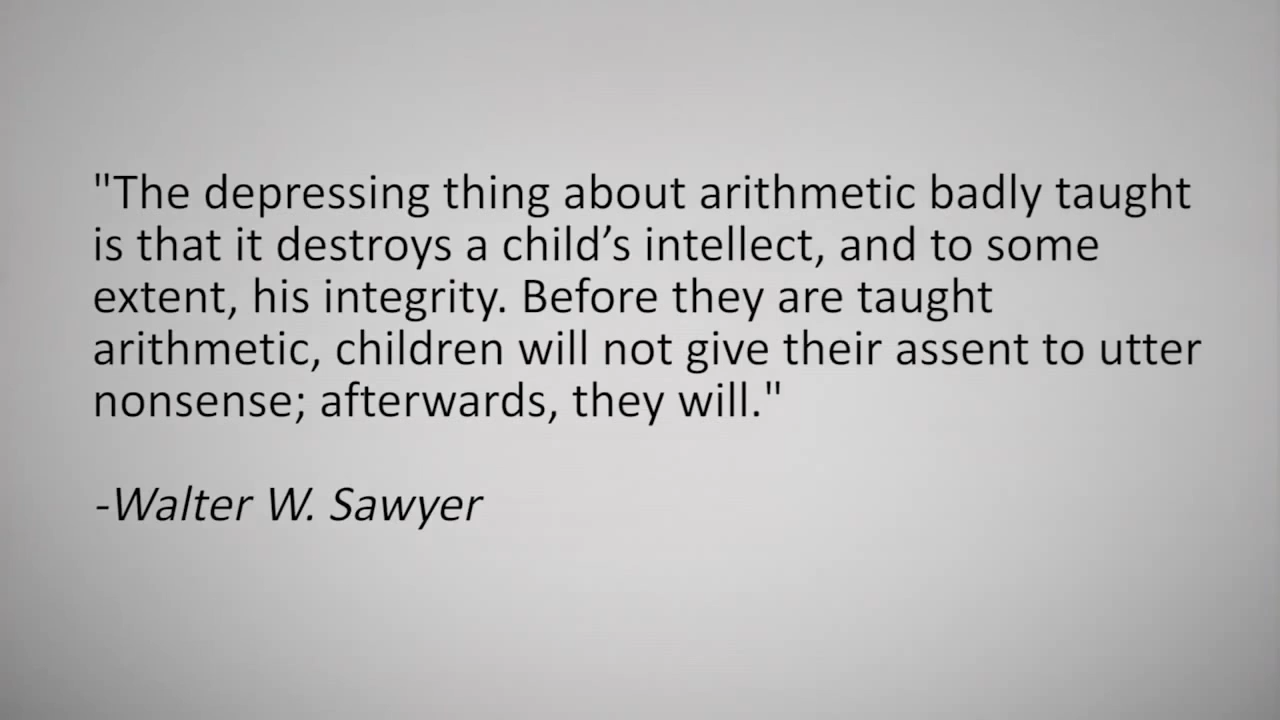 "The depressing thing about arithmetic badly taught
is that it destroys a child’s intellect, and to some
extent, his integrity. Before they are taught
arithmetic, children will not give their assent to utter
nonsense; afterwards, they will."
-Walter W. Sawyer